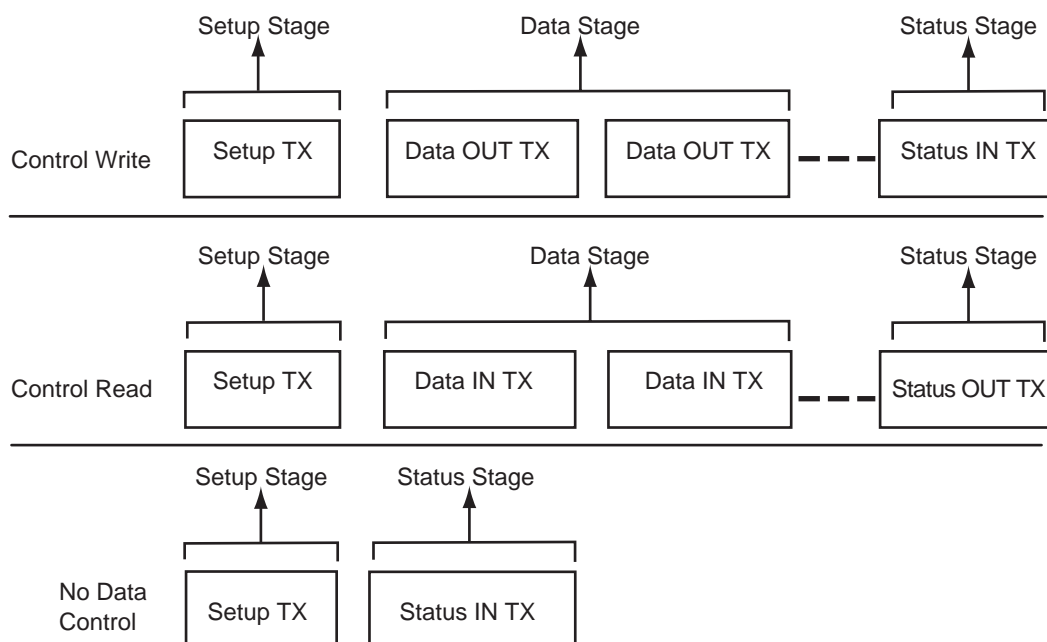 Setup Stage Data Stage Status Stage
Control Write Setup TX Data OUT TX Data OUT TX Status IN TX
Setup Stage Data Stage Status Stage
Control Read Setup TX Data IN TX Data IN TX Status OUT TX
Setup Stage Status Stage
No Data
Control Setup TX Status IN TX